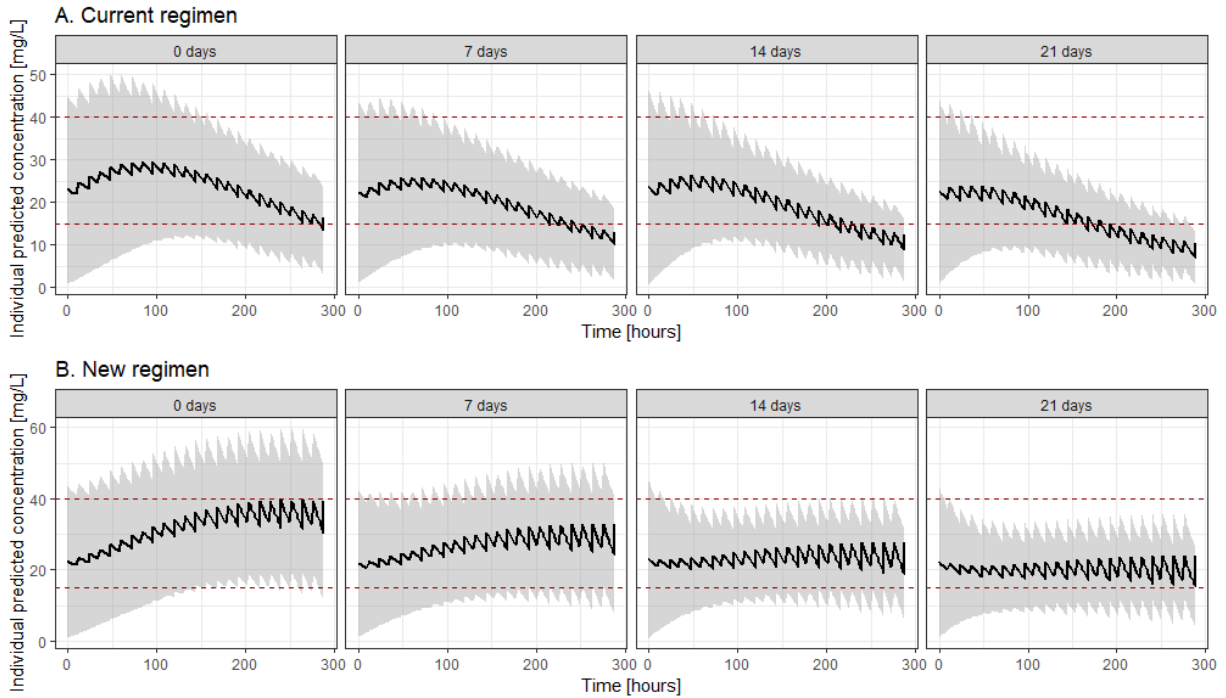 A. Current regimen
0 days
7 days
14 days
21 days
Individual predicted concentration [mg/L]
50
40
30
20
10
0
0 100 200 300
0 100 200 300
0 100 200 300
0 100 200 300
Time [hours]
B. New regimen
0 days
7 days
14 days
21 days
Individual predicted concentration [mg/L]
60
40
20
0
0 100 200 300
0 100 200 300
0 100 200 300
0 100 200 300
Time [hours]